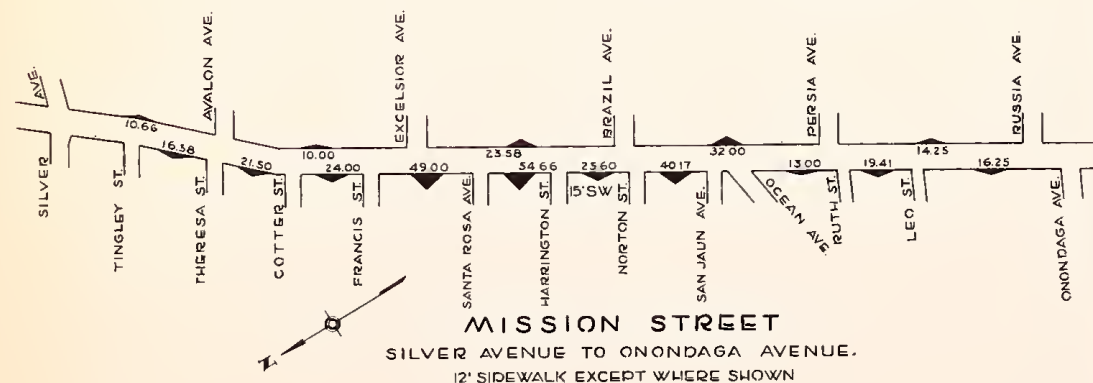 SILVER AVE.
AVALON AVE.
EXCELSIOR AVE.
BRAZIL AVE.
PERSIA AVE.
RUSSIA AVE.
10.66
10.00
23.58
32.00
14.25
16.38
21.50
24.00
49.00
54.66
23.60
40.17
13.00
19.41
16.25
15' SW
TINGLEY ST.
THERESA ST.
COTTER ST.
FRANCIS ST.
SANTA ROSA AVE.
HARRINGTON ST.
NORTON ST.
SAN JAUN AVE.
OCEAN AVE.
RUTH ST.
LEO ST.
ONONDAGA AVE.
N
MISSION STREET
SILVER AVENUE TO ONONDAGA AVENUE.
12' SIDEWALK EXCEPT WHERE SHOWN